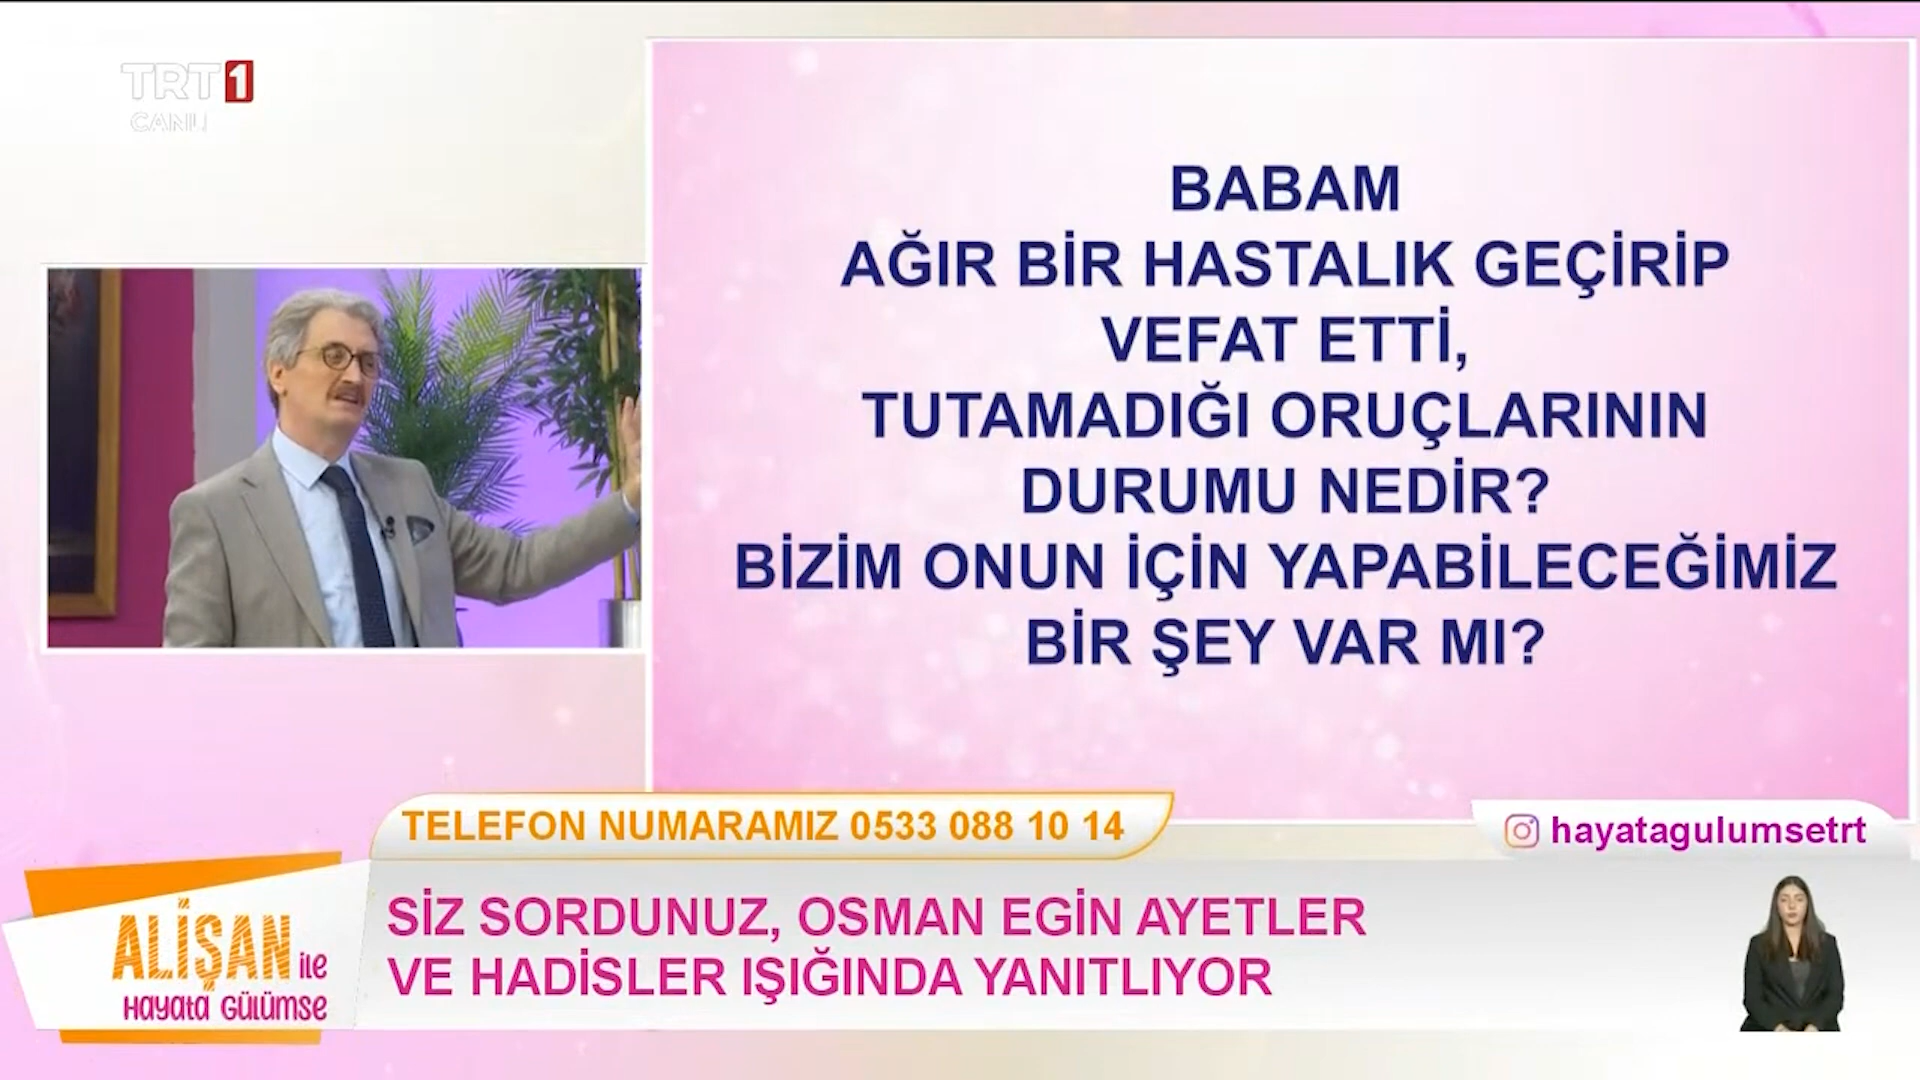 TRT 1
CANLI
BABAM
AĞIR BİR HASTALIK GEÇİRİP
VEFAT ETTİ,
TUTAMADIĞI ORUÇLARININ
DURUMU NEDİR?
BİZİM ONUN İÇİN YAPABİLECEĞİMİZ
BİR ŞEY VAR MI?
TELEFON NUMARAMIZ 0533 088 10 14
hayatagulumsetrt
SİZ SORDUNUZ, OSMAN EGİN AYETLER
VE HADİSLER IŞIĞINDA YANITLIYOR
ALİŞAN ile
HAYATA GÜLÜMSE